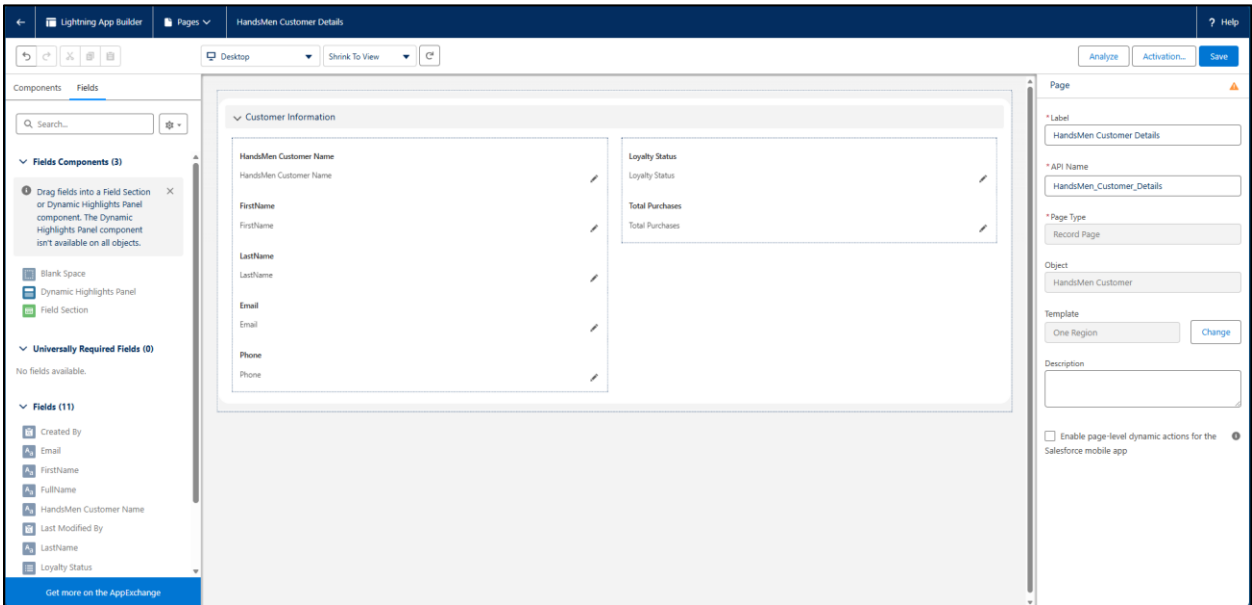 Lightning App Builder
Pages
HandsMen Customer Details
? Help
Desktop
Shrink To View
Analyze
Activation...
Save
Components
Fields
Search...
Fields Components (3)
Drag fields into a Field Section
or Dynamic Highlights Panel
component. The Dynamic
Highlights Panel component
isn't available on all objects.
Blank Space
Dynamic Highlights Panel
Field Section
Universally Required Fields (0)
No fields available.
Fields (11)
Created By
Email
FirstName
FullName
HandsMen Customer Name
Last Modified By
LastName
Loyalty Status
Get more on the AppExchange
Customer Information
HandsMen Customer Name
HandsMen Customer Name
FirstName
FirstName
LastName
LastName
Email
Email
Phone
Phone
Loyalty Status
Loyalty Status
Total Purchases
Total Purchases
Page
*Label
HandsMen Customer Details
*API Name
HandsMen_Customer_Details
*Page Type
Record Page
Object
HandsMen Customer
Template
One Region
Change
Description
Enable page-level dynamic actions for the
Salesforce mobile app